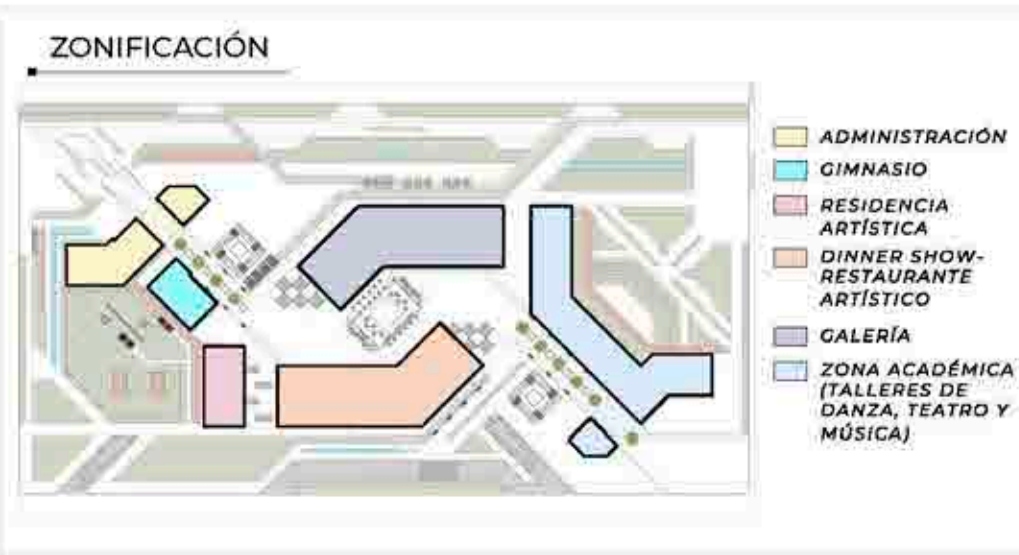 ZONIFICACIÓN
ADMINISTRACIÓN
GIMNASIO
RESIDENCIA
ARTÍSTICA
DINNER SHOW-
RESTAURANTE
ARTÍSTICO
GALERÍA
ZONA ACADÉMICA
(TALLERES DE
DANZA, TEATRO Y
MÚSICA)